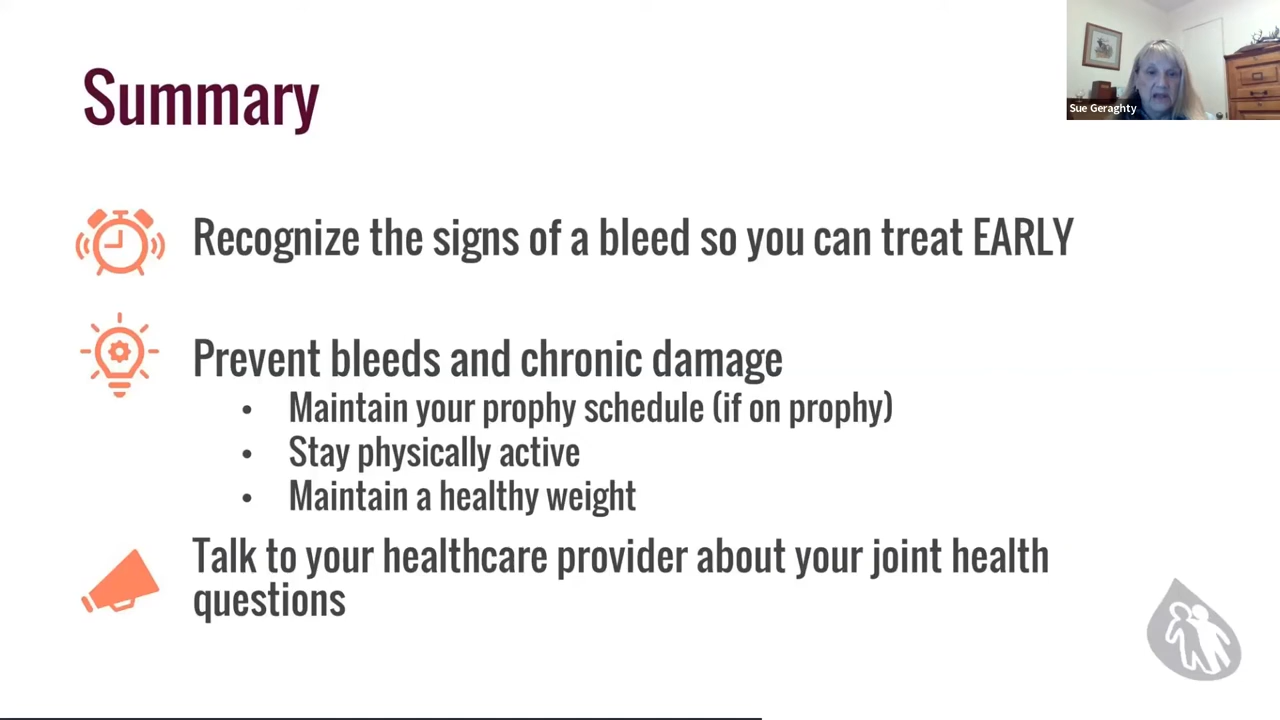 Summary
Sue Geraghty
Recognize the signs of a bleed so you can treat EARLY
Prevent bleeds and chronic damage
• Maintain your prophy schedule (if on prophy)
• Stay physically active
• Maintain a healthy weight
Talk to your healthcare provider about your joint health
questions